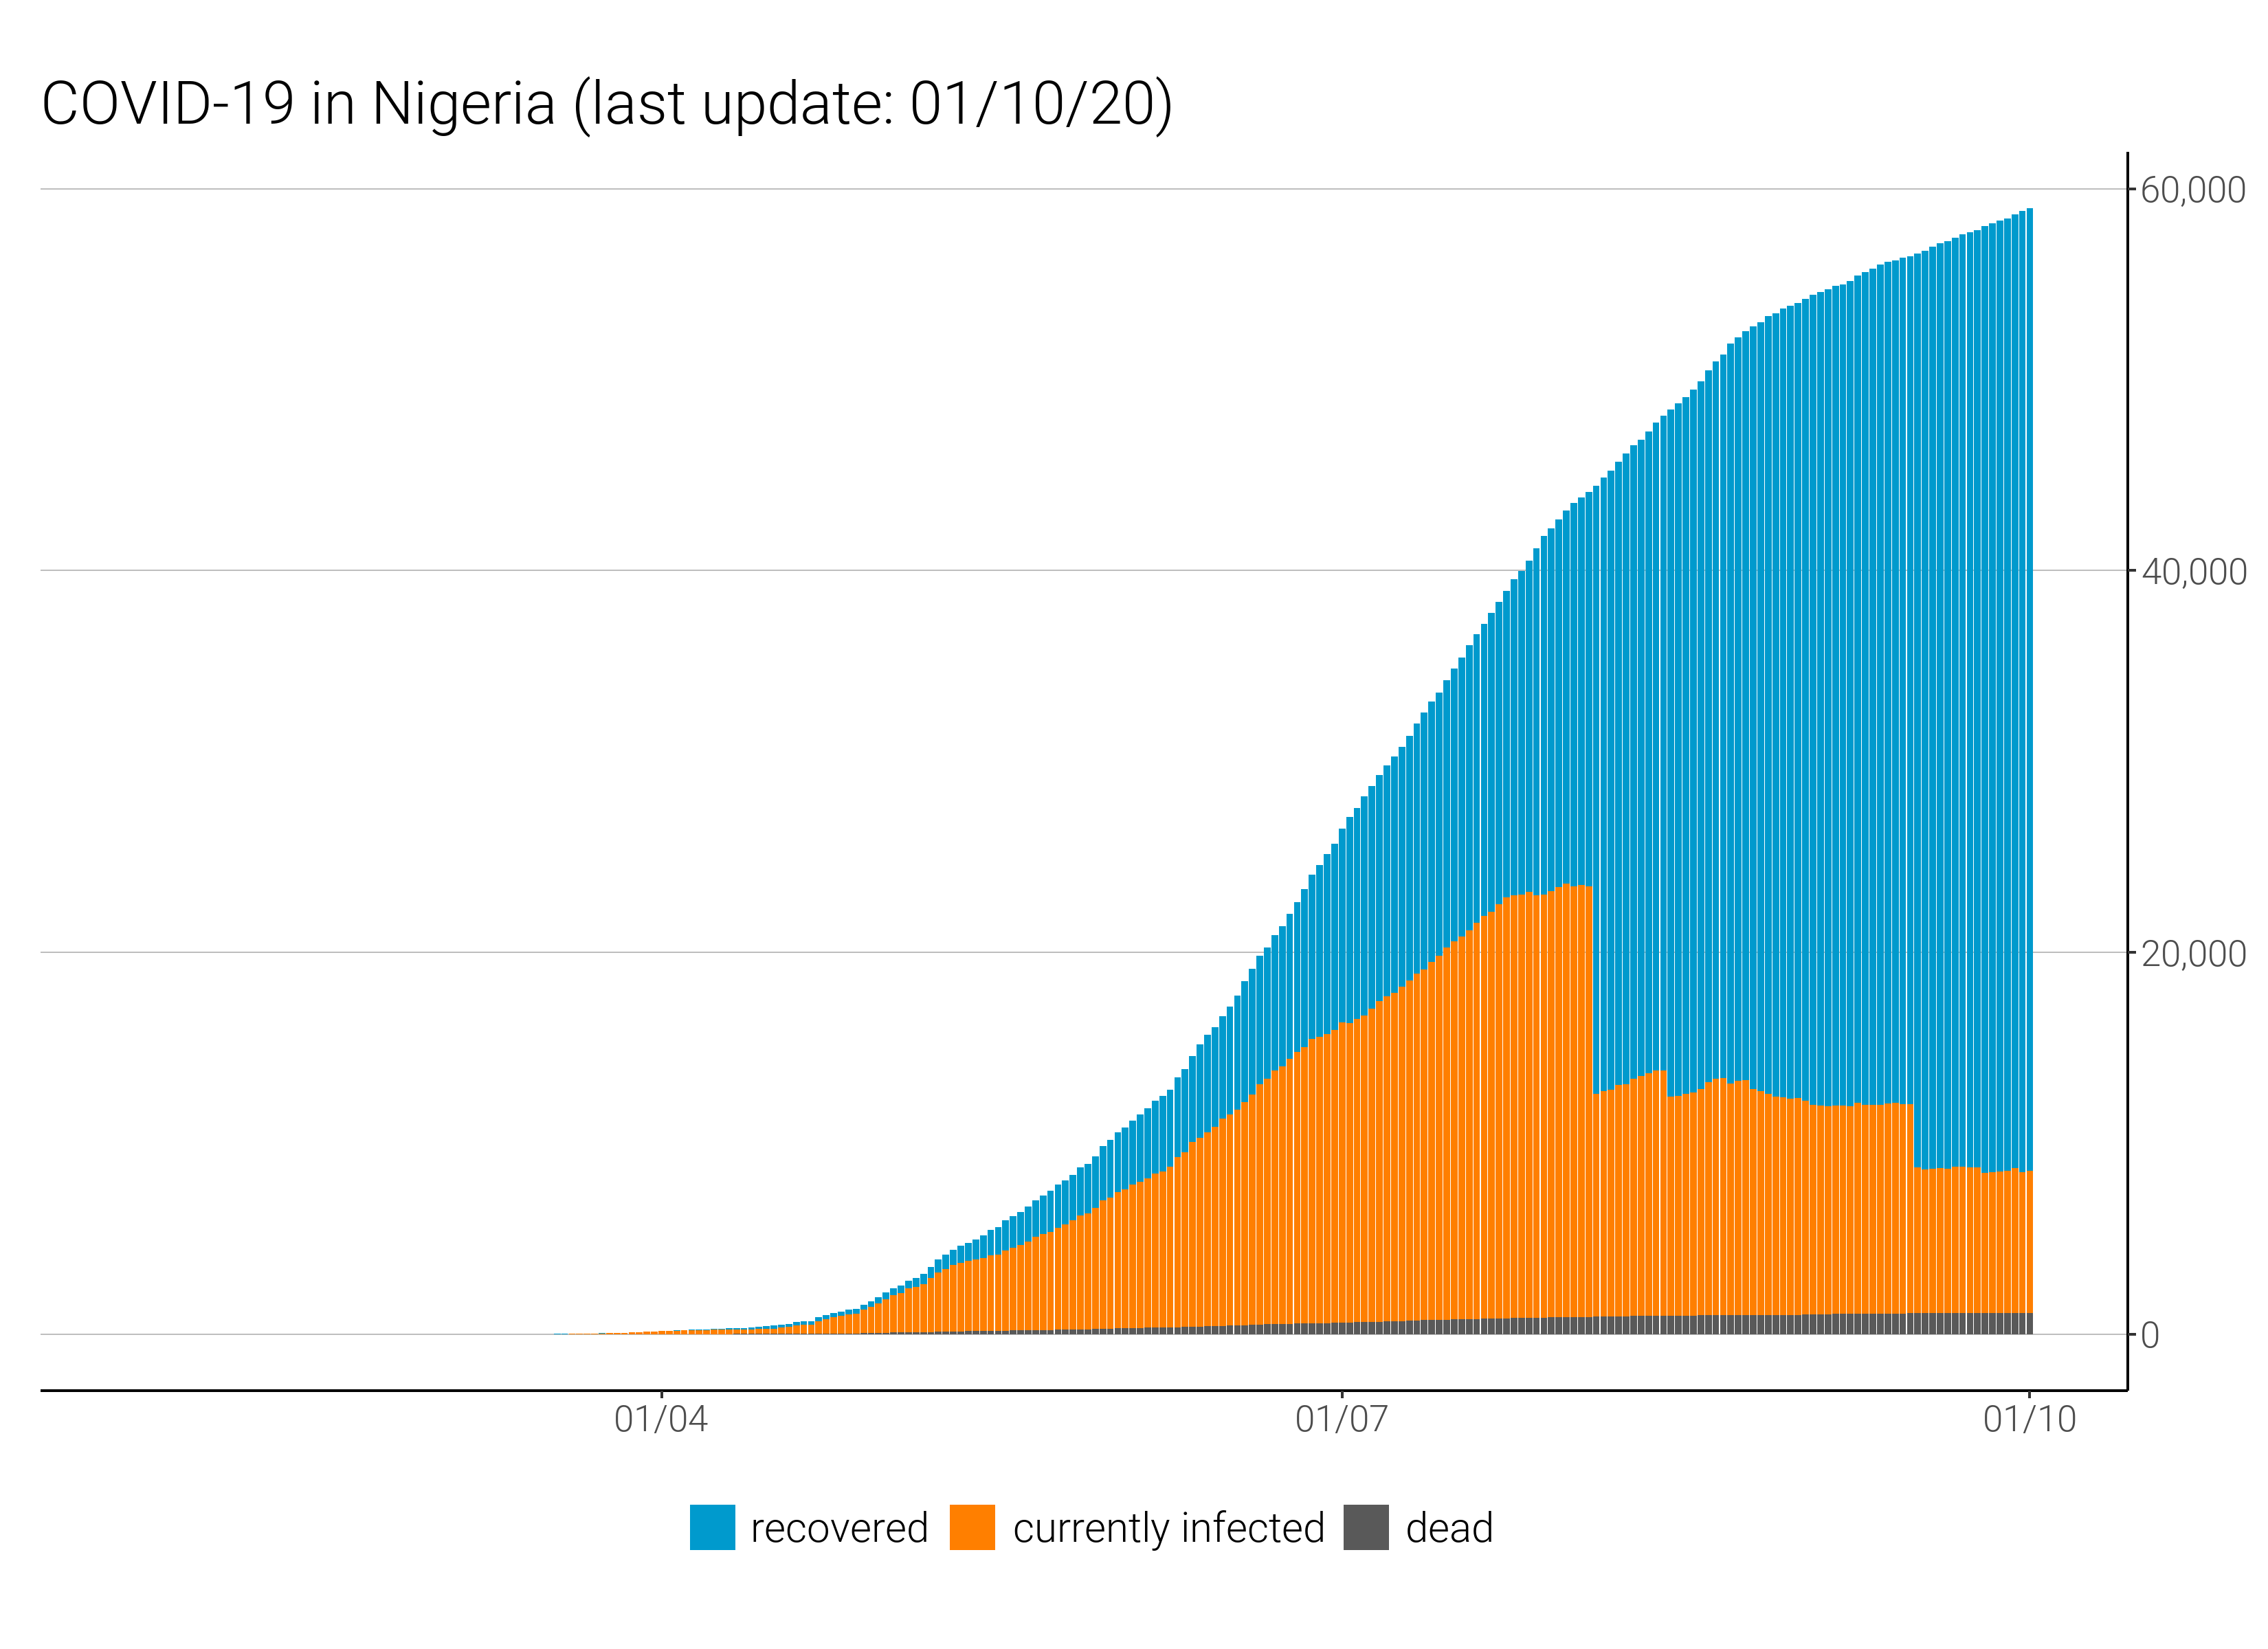 COVID-19 in Nigeria (last update: 01/10/20)
60,000
40,000
20,000
0
01/04 01/07 01/10
recovered currently infected dead